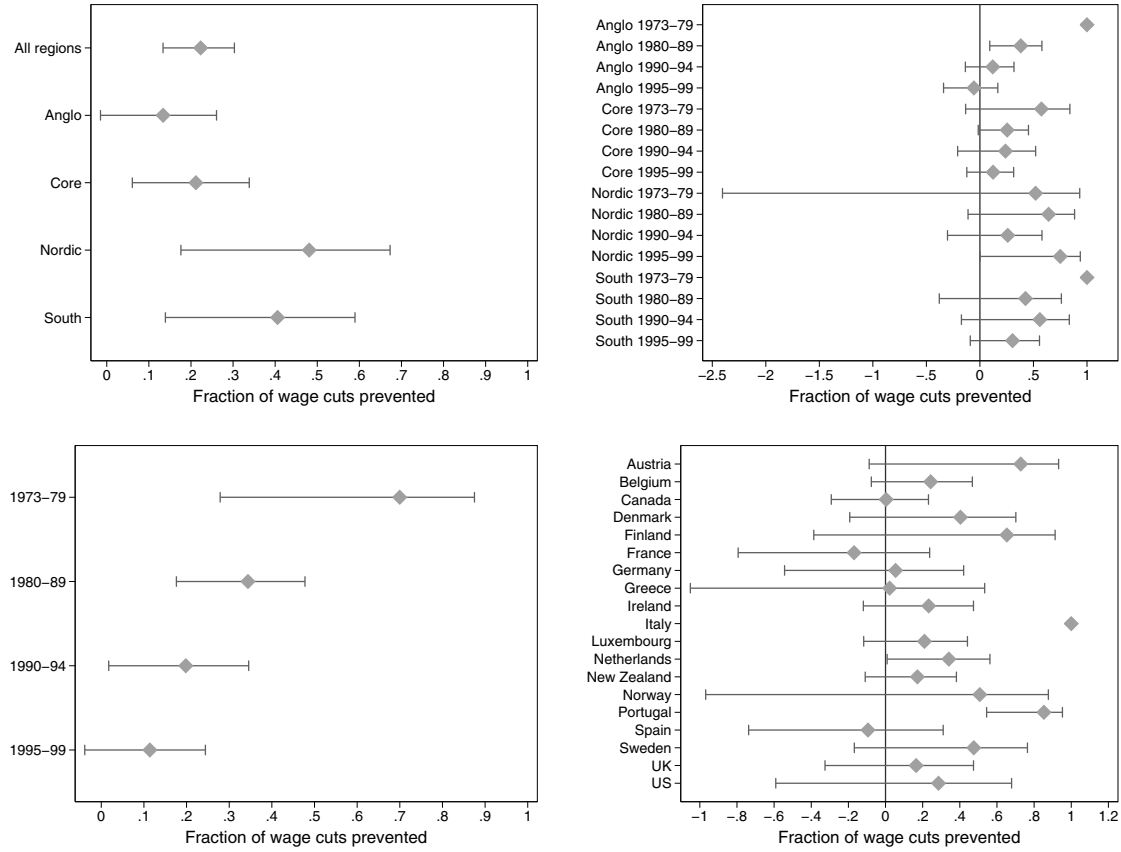 All regions
Anglo
Core
Nordic
South
0 .1 .2 .3 .4 .5 .6 .7 .8 .9 1
Fraction of wage cuts prevented
Anglo 1973–79
Anglo 1980–89
Anglo 1990–94
Anglo 1995–99
Core 1973–79
Core 1980–89
Core 1990–94
Core 1995–99
Nordic 1973–79
Nordic 1980–89
Nordic 1990–94
Nordic 1995–99
South 1973–79
South 1980–89
South 1990–94
South 1995–99
−2.5 −2 −1.5 −1 −.5 0 .5 1
Fraction of wage cuts prevented
1973–79
1980–89
1990–94
1995–99
0 .1 .2 .3 .4 .5 .6 .7 .8 .9 1
Fraction of wage cuts prevented
Austria
Belgium
Canada
Denmark
Finland
France
Germany
Greece
Ireland
Italy
Luxembourg
Netherlands
New Zealand
Norway
Portugal
Spain
Sweden
UK
US
−1 −.8 −.6 −.4 −.2 0 .2 .4 .6 .8 1 1.2
Fraction of wage cuts prevented